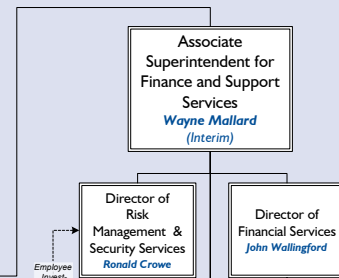 Associate
Superintendent for
Finance and Support
Services
Wayne Mallard
(Interim)
Director of
Risk
Management &
Security Services
Ronald Crowe
Director of
Financial Services
John Wallingford
Employee
Invest-